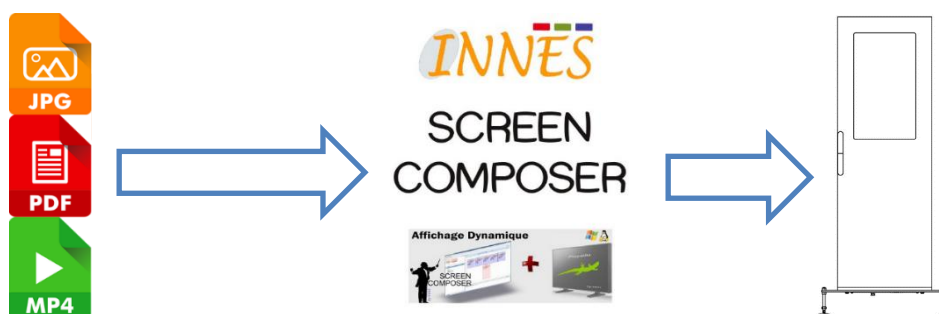 JPG
PDF
MP4
INNES
SCREEN
COMPOSER
Affichage Dynamique
SCREEN
COMPOSER